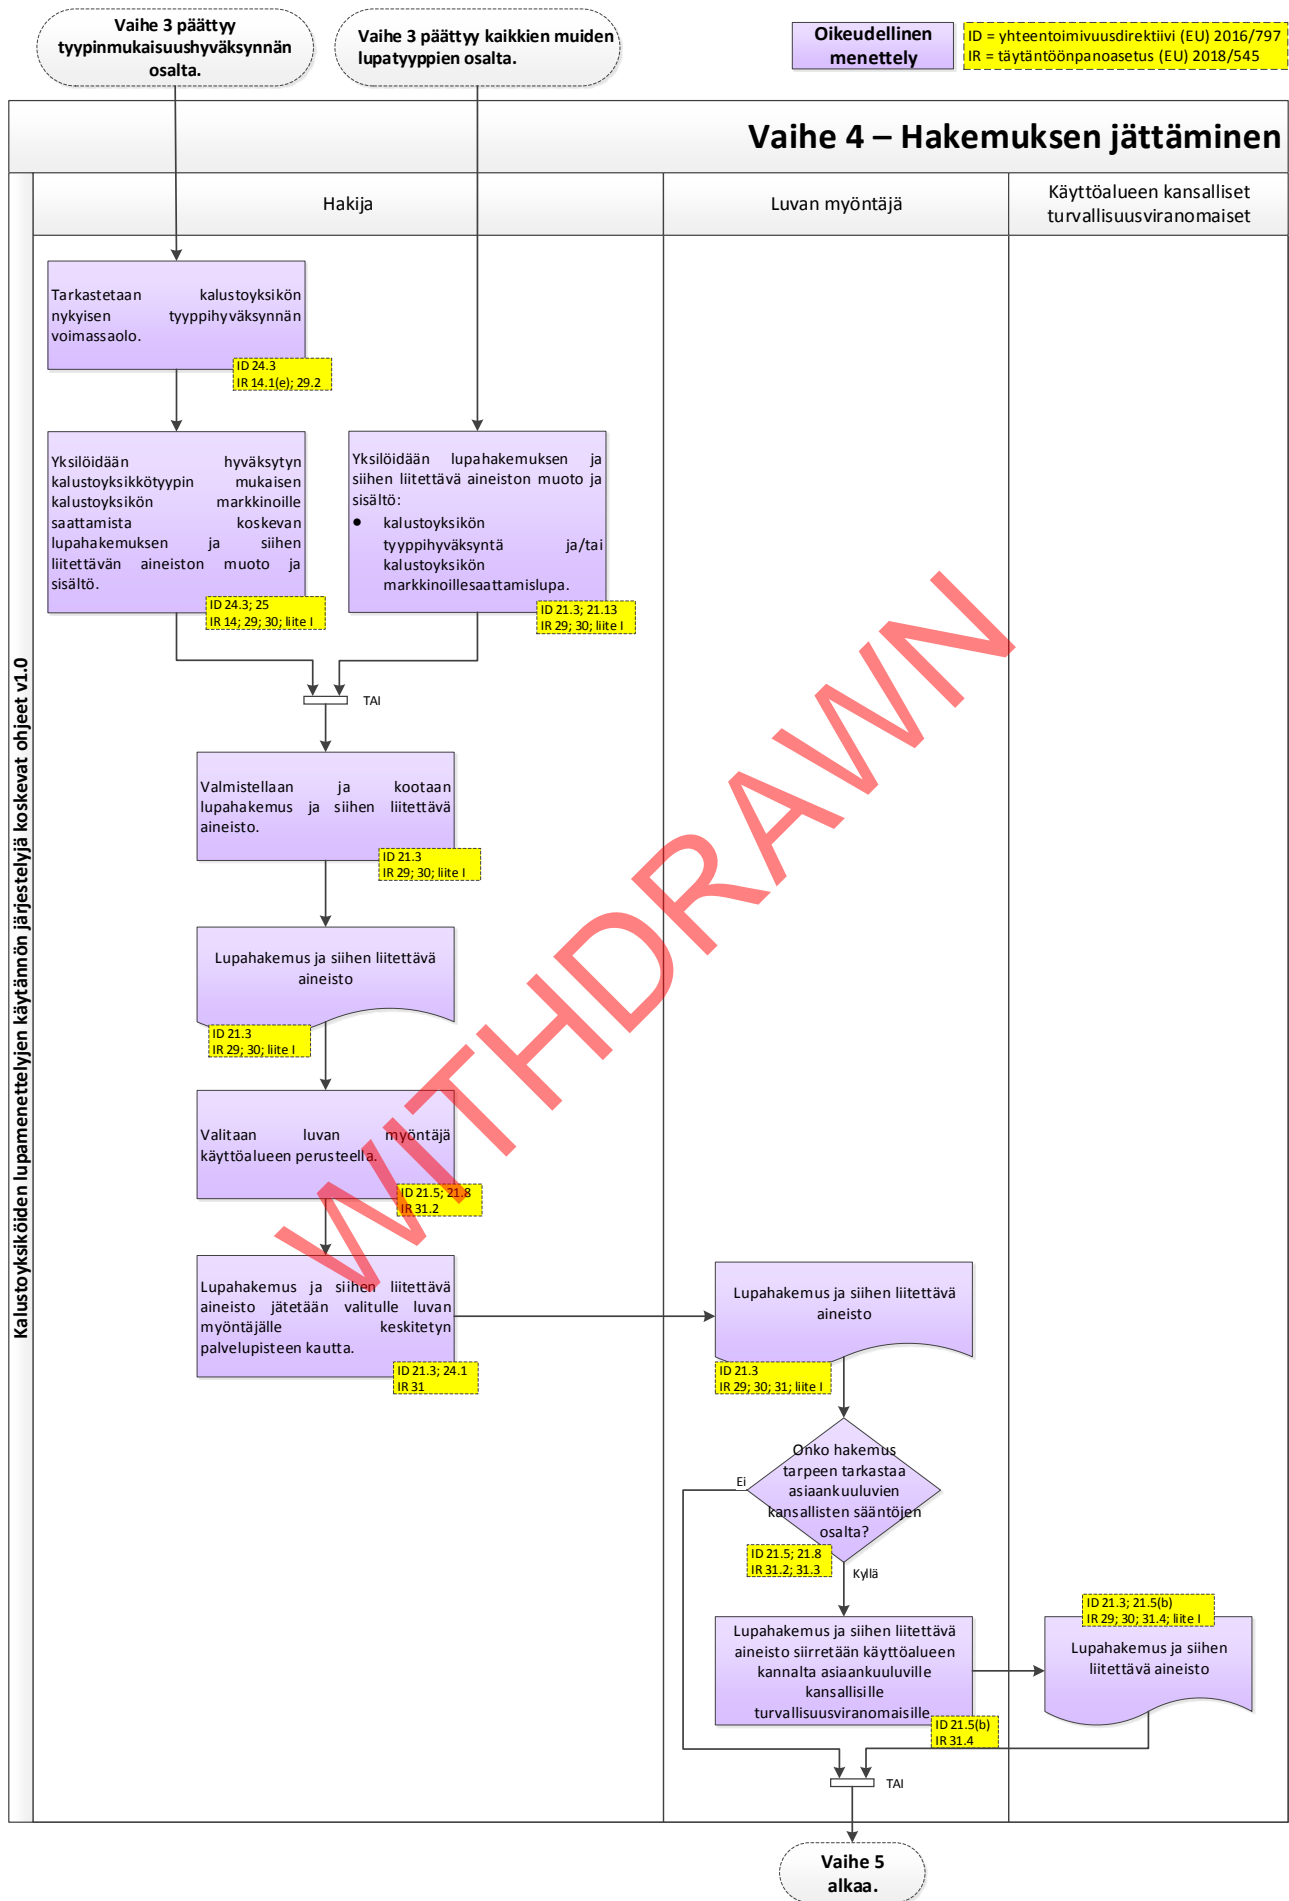 Vaihe 3 päättyy
tyypinmukaisuushyväksynnän
osalta.
Vaihe 3 päättyy kaikkien muiden
lupatyyppien osalta.
Oikeudellinen
menettely
ID = yhteentoimivuusdirektiivi (EU) 2016/797
IR = täytäntöönpanoasetus (EU) 2018/545
Vaihe 4 – Hakemuksen jättäminen
Kalustoyksiköiden lupamenettelyjen käytännön järjestelyjä koskevat ohjeet v1.0
Hakija
Luvan myöntäjä
Käyttöalueen kansalliset
turvallisuusviranomaiset
Tarkastetaan kalustoyksikön
nykyisen tyyppihyväksynnän
voimassaolo.
ID 24.3
IR 14.1(e); 29.2
Yksilöidään hyväksytyn
kalustoyksikkötyypin mukaisen
kalustoyksikön markkinoille
saattamista koskevan
lupahakemuksen ja siihen
liitettävän aineiston muoto ja
sisältö.
ID 24.3; 25
IR 14; 29; 30; liite I
Yksilöidään lupahakemuksen ja
siihen liitettävä aineiston muoto ja
sisältö:
● kalustoyksikön
tyyppihyväksyntä ja/tai
kalustoyksikön
markkinoillesaattamislupa.
ID 21.3; 21.13
IR 29; 30; liite I
TAI
Valmistellaan ja kootaan
lupahakemus ja siihen liitettävä
aineisto.
ID 21.3
IR 29; 30; liite I
Lupahakemus ja siihen liitettävä
aineisto
ID 21.3
IR 29; 30; liite I
Valitaan luvan myöntäjä
käyttöalueen perusteella.
ID 21.5; 21.8
IR 31.2
Lupahakemus ja siihen liitettävä
aineisto jätetään valitulle luvan
myöntäjälle keskitetyn
palvelupisteen kautta.
ID 21.3; 24.1
IR 31
Lupahakemus ja siihen liitettävä
aineisto
ID 21.3
IR 29; 30; 31; liite I
Onko hakemus
tarpeen tarkastaa
asiaankuuluvien
kansallisten sääntöjen
osalta?
Ei
ID 21.5; 21.8
IR 31.2; 31.3
Kyllä
Lupahakemus ja siihen liitettävä
aineisto siirretään käyttöalueen
kannalta asiaankuuluville
kansallisille
turvallisuusviranomaisille.
ID 21.5(b)
IR 31.4
ID 21.3; 21.5(b)
IR 29; 30; 31.4; liite I
Lupahakemus ja siihen
liitettävä aineisto
TAI
Vaihe 5
alkaa.
WITHDRAWN